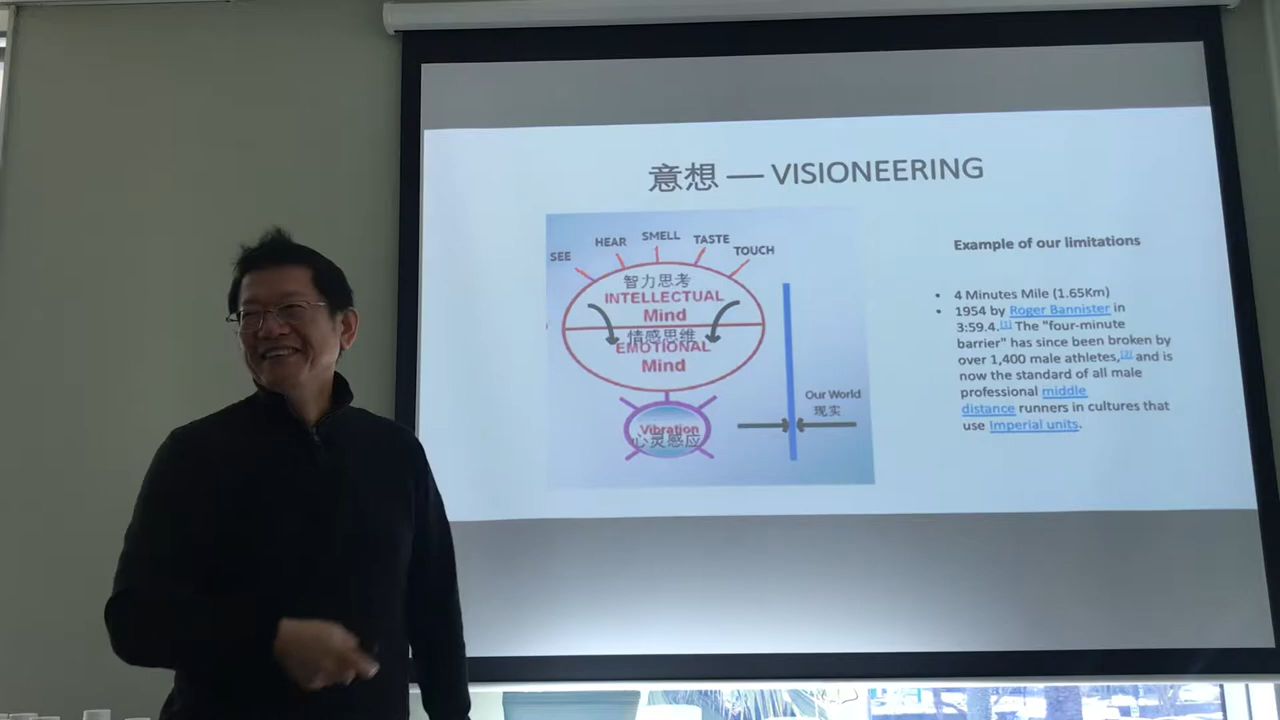 意想 — VISIONEERING
SEE
HEAR
SMELL
TASTE
TOUCH
智力思考
INTELLECTUAL
Mind
情感思维
EMOTIONAL
Mind
Vibration
心灵感应
Our World
现实
Example of our limitations
• 4 Minutes Mile (1.65Km)
• 1954 by Roger Bannister in
3:59.4.[1] The "four-minute
barrier" has since been broken by
over 1,400 male athletes,[2] and is
now the standard of all male
professional middle
distance runners in cultures that
use Imperial units.